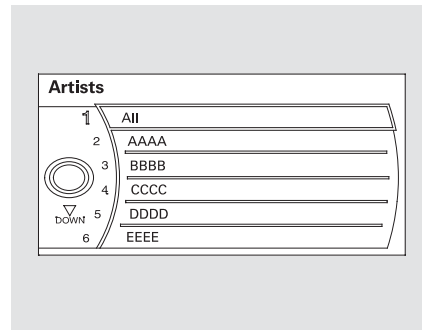 Artists
1 All
2 AAAA
3 BBBB
4 CCCC
DOWN 5 DDDD
6 EEEE